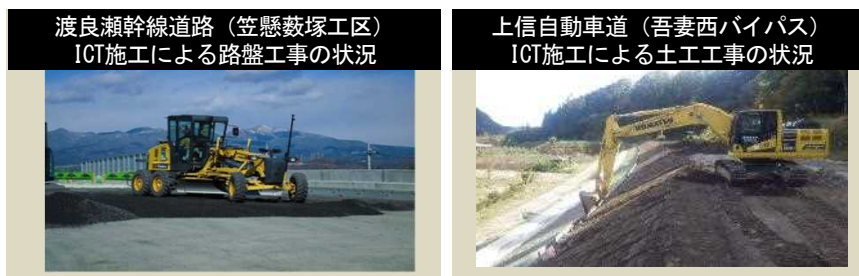 渡良瀬幹線道路（笠懸薮塚工区）
ICT施工による路盤工事の状況
上信自動車道（吾妻西バイパス）
ICT施工による土工工事の状況
KOMATSU